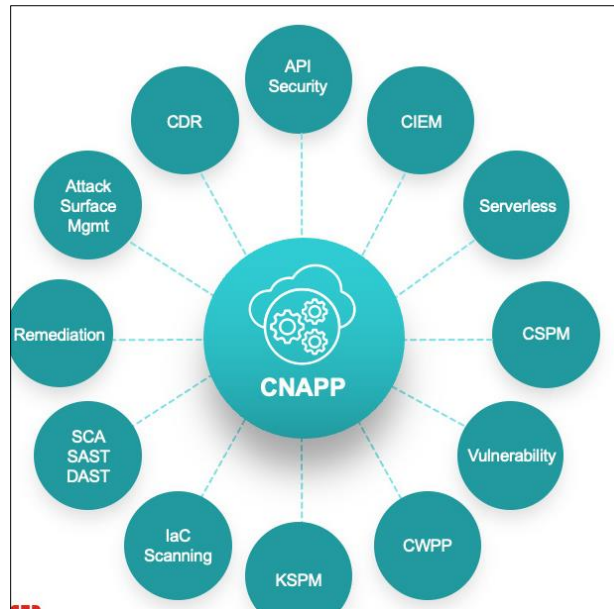 API
Security
CIEM
Serverless
CSPM
Vulnerability
CWPP
KSPM
IaC
Scanning
SCA
SAST
DAST
Remediation
Attack
Surface
Mgmt
CDR
CNAPP